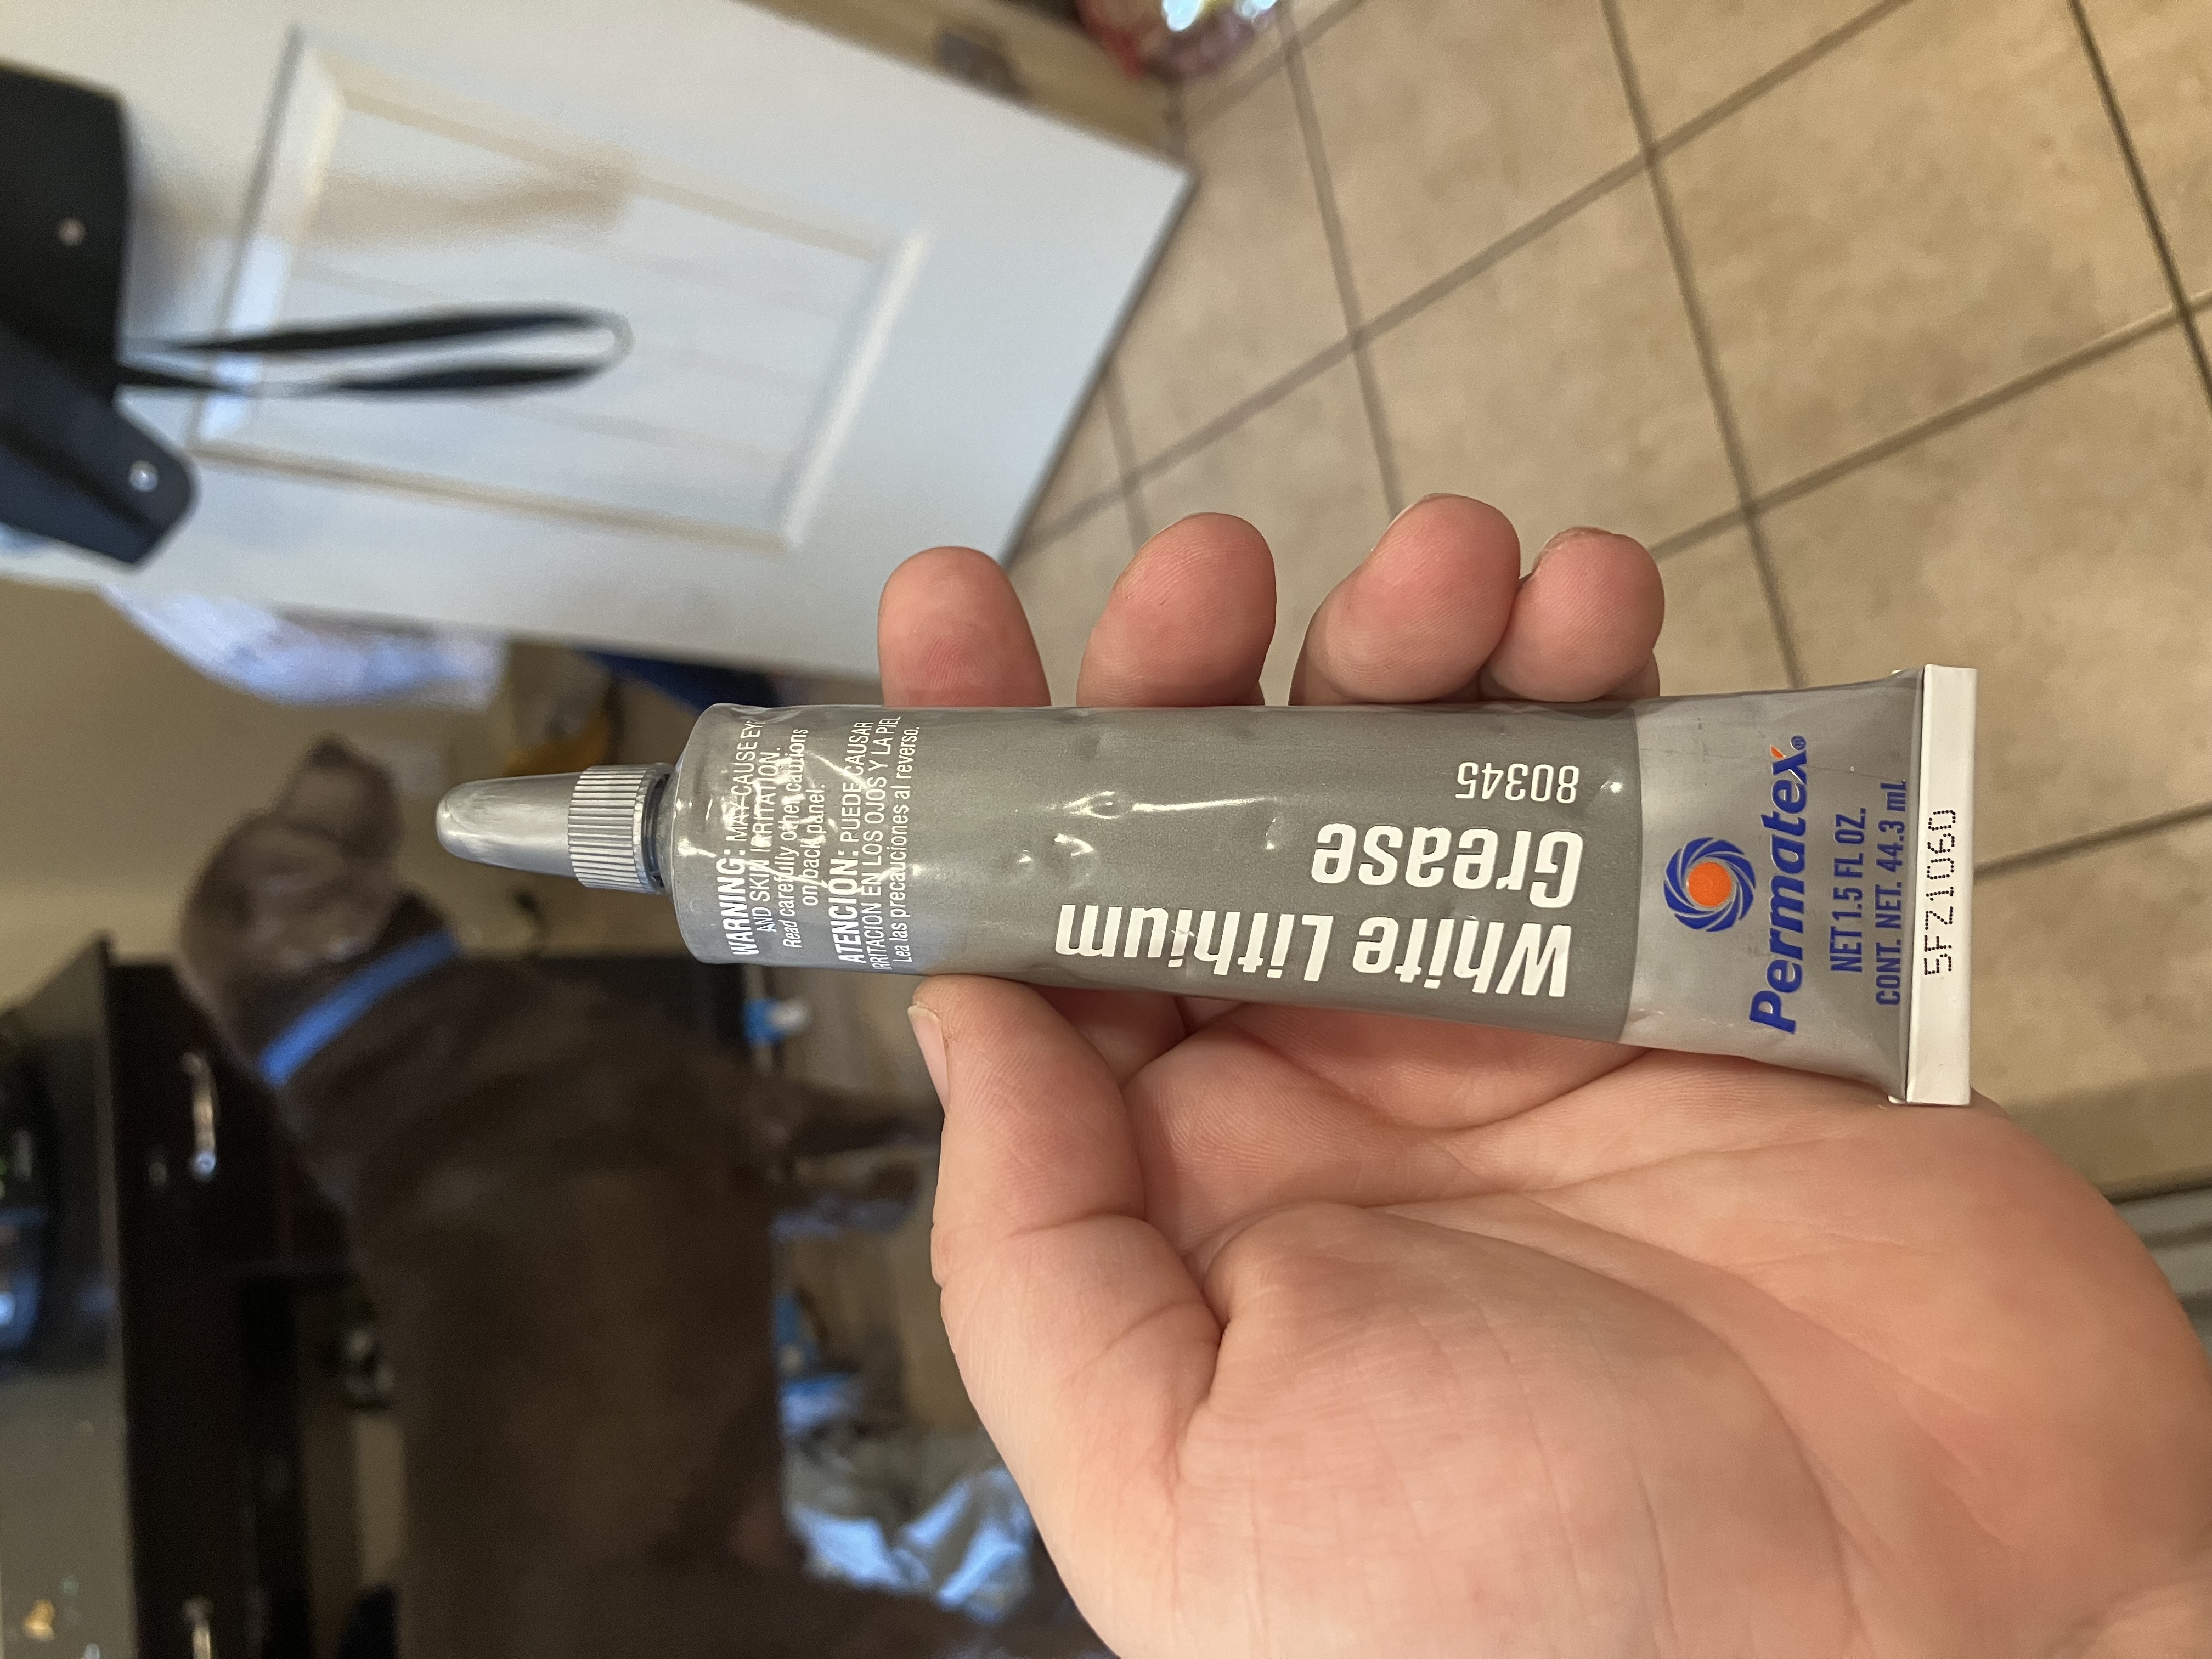 WARNING: MAY CAUSE EY
AND SKIN IRRITATION.
Read carefully other cautions
on back panel.
ATENCIÓN: PUEDE CAUSAR
IRRITACION EN LOS OJOS Y LA PIEL
Lea las precauciones al reverso.
White Lithium
Grease
80345
Permatex®
NET 1.5 FL OZ.
CONT. NET. 44.3 mL
5FZ1060